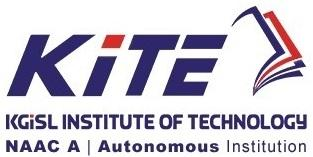 KiTE
KGiSL INSTITUTE OF TECHNOLOGY
NAAC A | Autonomous Institution